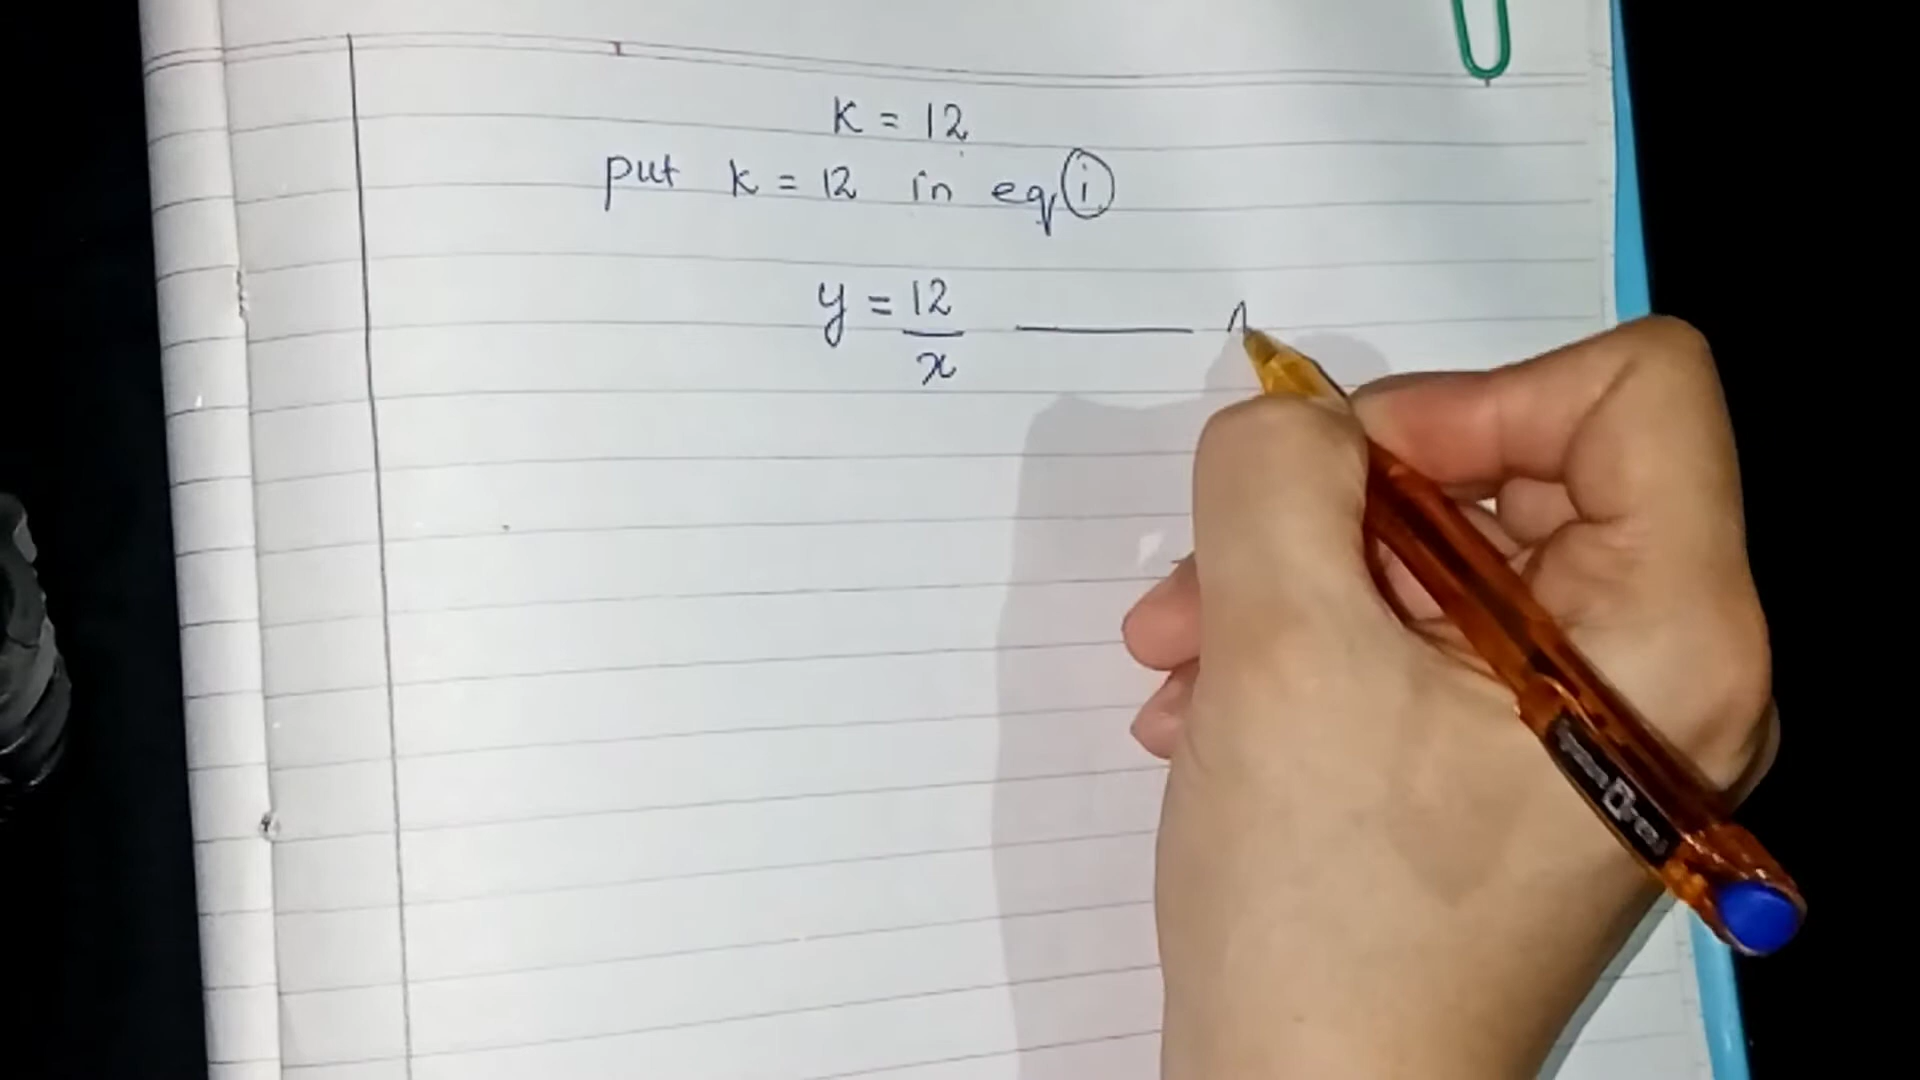 K = 12
put k = 12 in eq (i)
y = 12/x ———